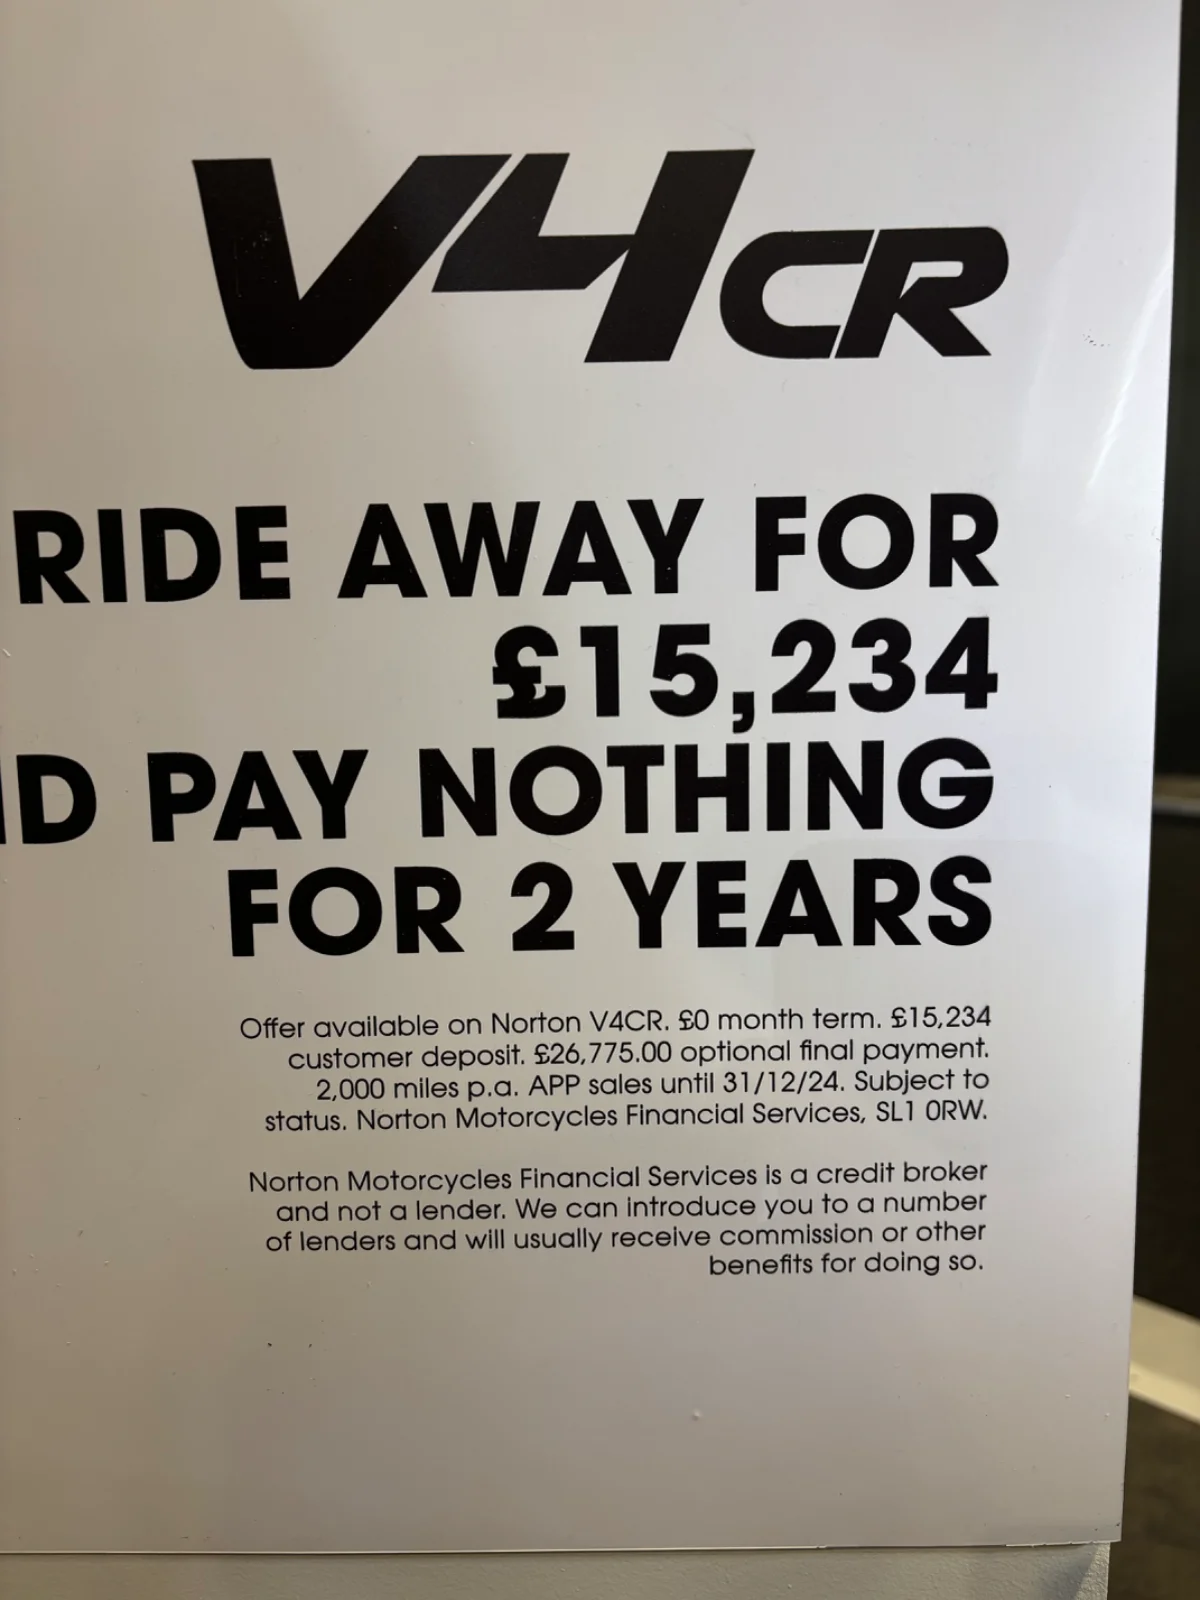 V4CR
RIDE AWAY FOR
£15,234
ND PAY NOTHING
FOR 2 YEARS
Offer available on Norton V4CR. £0 month term. £15,234
customer deposit. £26,775.00 optional final payment.
2,000 miles p.a. APP sales until 31/12/24. Subject to
status. Norton Motorcycles Financial Services, SL1 0RW.
Norton Motorcycles Financial Services is a credit broker
and not a lender. We can introduce you to a number
of lenders and will usually receive commission or other
benefits for doing so.